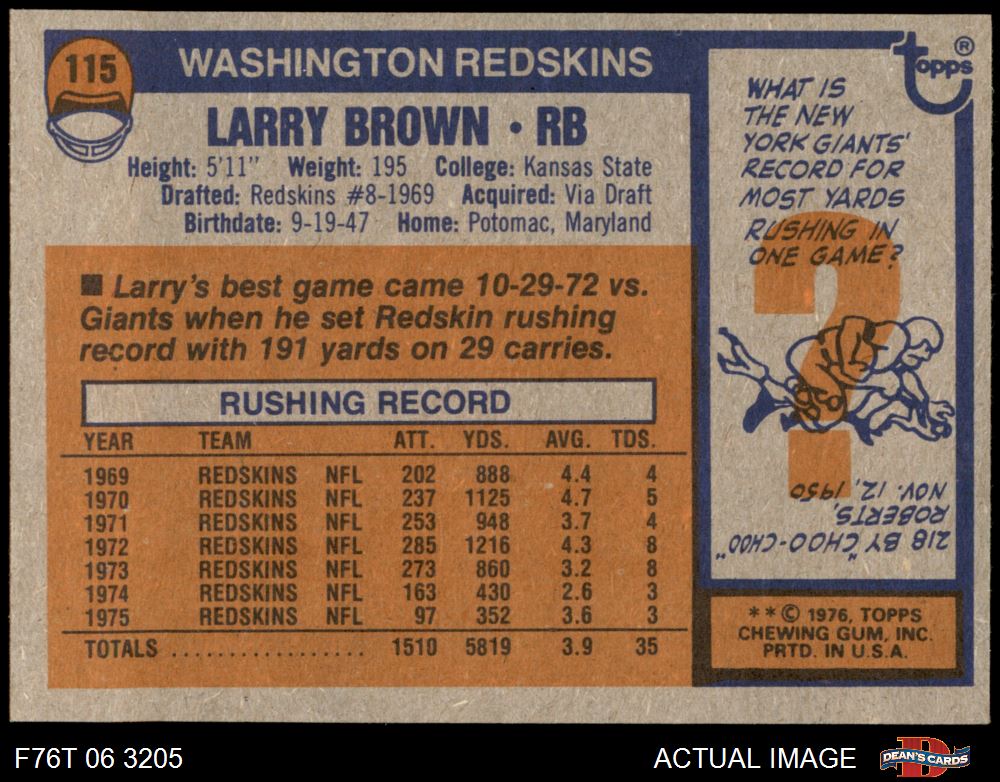 115
WASHINGTON REDSKINS
LARRY BROWN • RB
Height: 5'11" Weight: 195 College: Kansas State
Drafted: Redskins #8-1969 Acquired: Via Draft
Birthdate: 9-19-47 Home: Potomac, Maryland
■ Larry's best game came 10-29-72 vs.
Giants when he set Redskin rushing
record with 191 yards on 29 carries.
RUSHING RECORD
YEAR TEAM ATT. YDS. AVG. TDS.
1969 REDSKINS NFL 202 888 4.4 4
1970 REDSKINS NFL 237 1125 4.7 5
1971 REDSKINS NFL 253 948 3.7 4
1972 REDSKINS NFL 285 1216 4.3 8
1973 REDSKINS NFL 273 860 3.2 8
1974 REDSKINS NFL 163 430 2.6 3
1975 REDSKINS NFL 97 352 3.6 3
TOTALS ................. 1510 5819 3.9 35
topps ®
WHAT IS
THE NEW
YORK GIANTS'
RECORD FOR
MOST YARDS
RUSHING IN
ONE GAME?
?
218 BY "CHOO-CHOO"
ROBERTS,
NOV. 12, 1950
**© 1976, TOPPS
CHEWING GUM, INC.
PRTD. IN U.S.A.
F76T 06 3205
ACTUAL IMAGE
D
DEAN'S CARDS